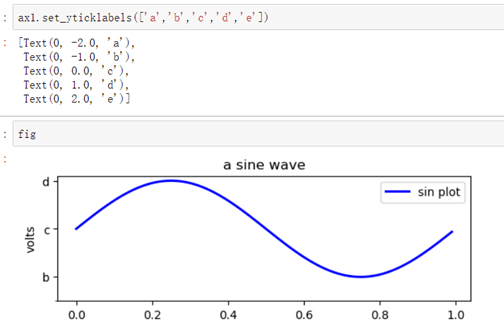 : ax1.set_yticklabels(['a','b','c','d','e'])
: [Text(0, -2.0, 'a'),
Text(0, -1.0, 'b'),
Text(0, 0.0, 'c'),
Text(0, 1.0, 'd'),
Text(0, 2.0, 'e')]
: fig
:
a sine wave
d
sin plot
c
volts
b
0.0 0.2 0.4 0.6 0.8 1.0